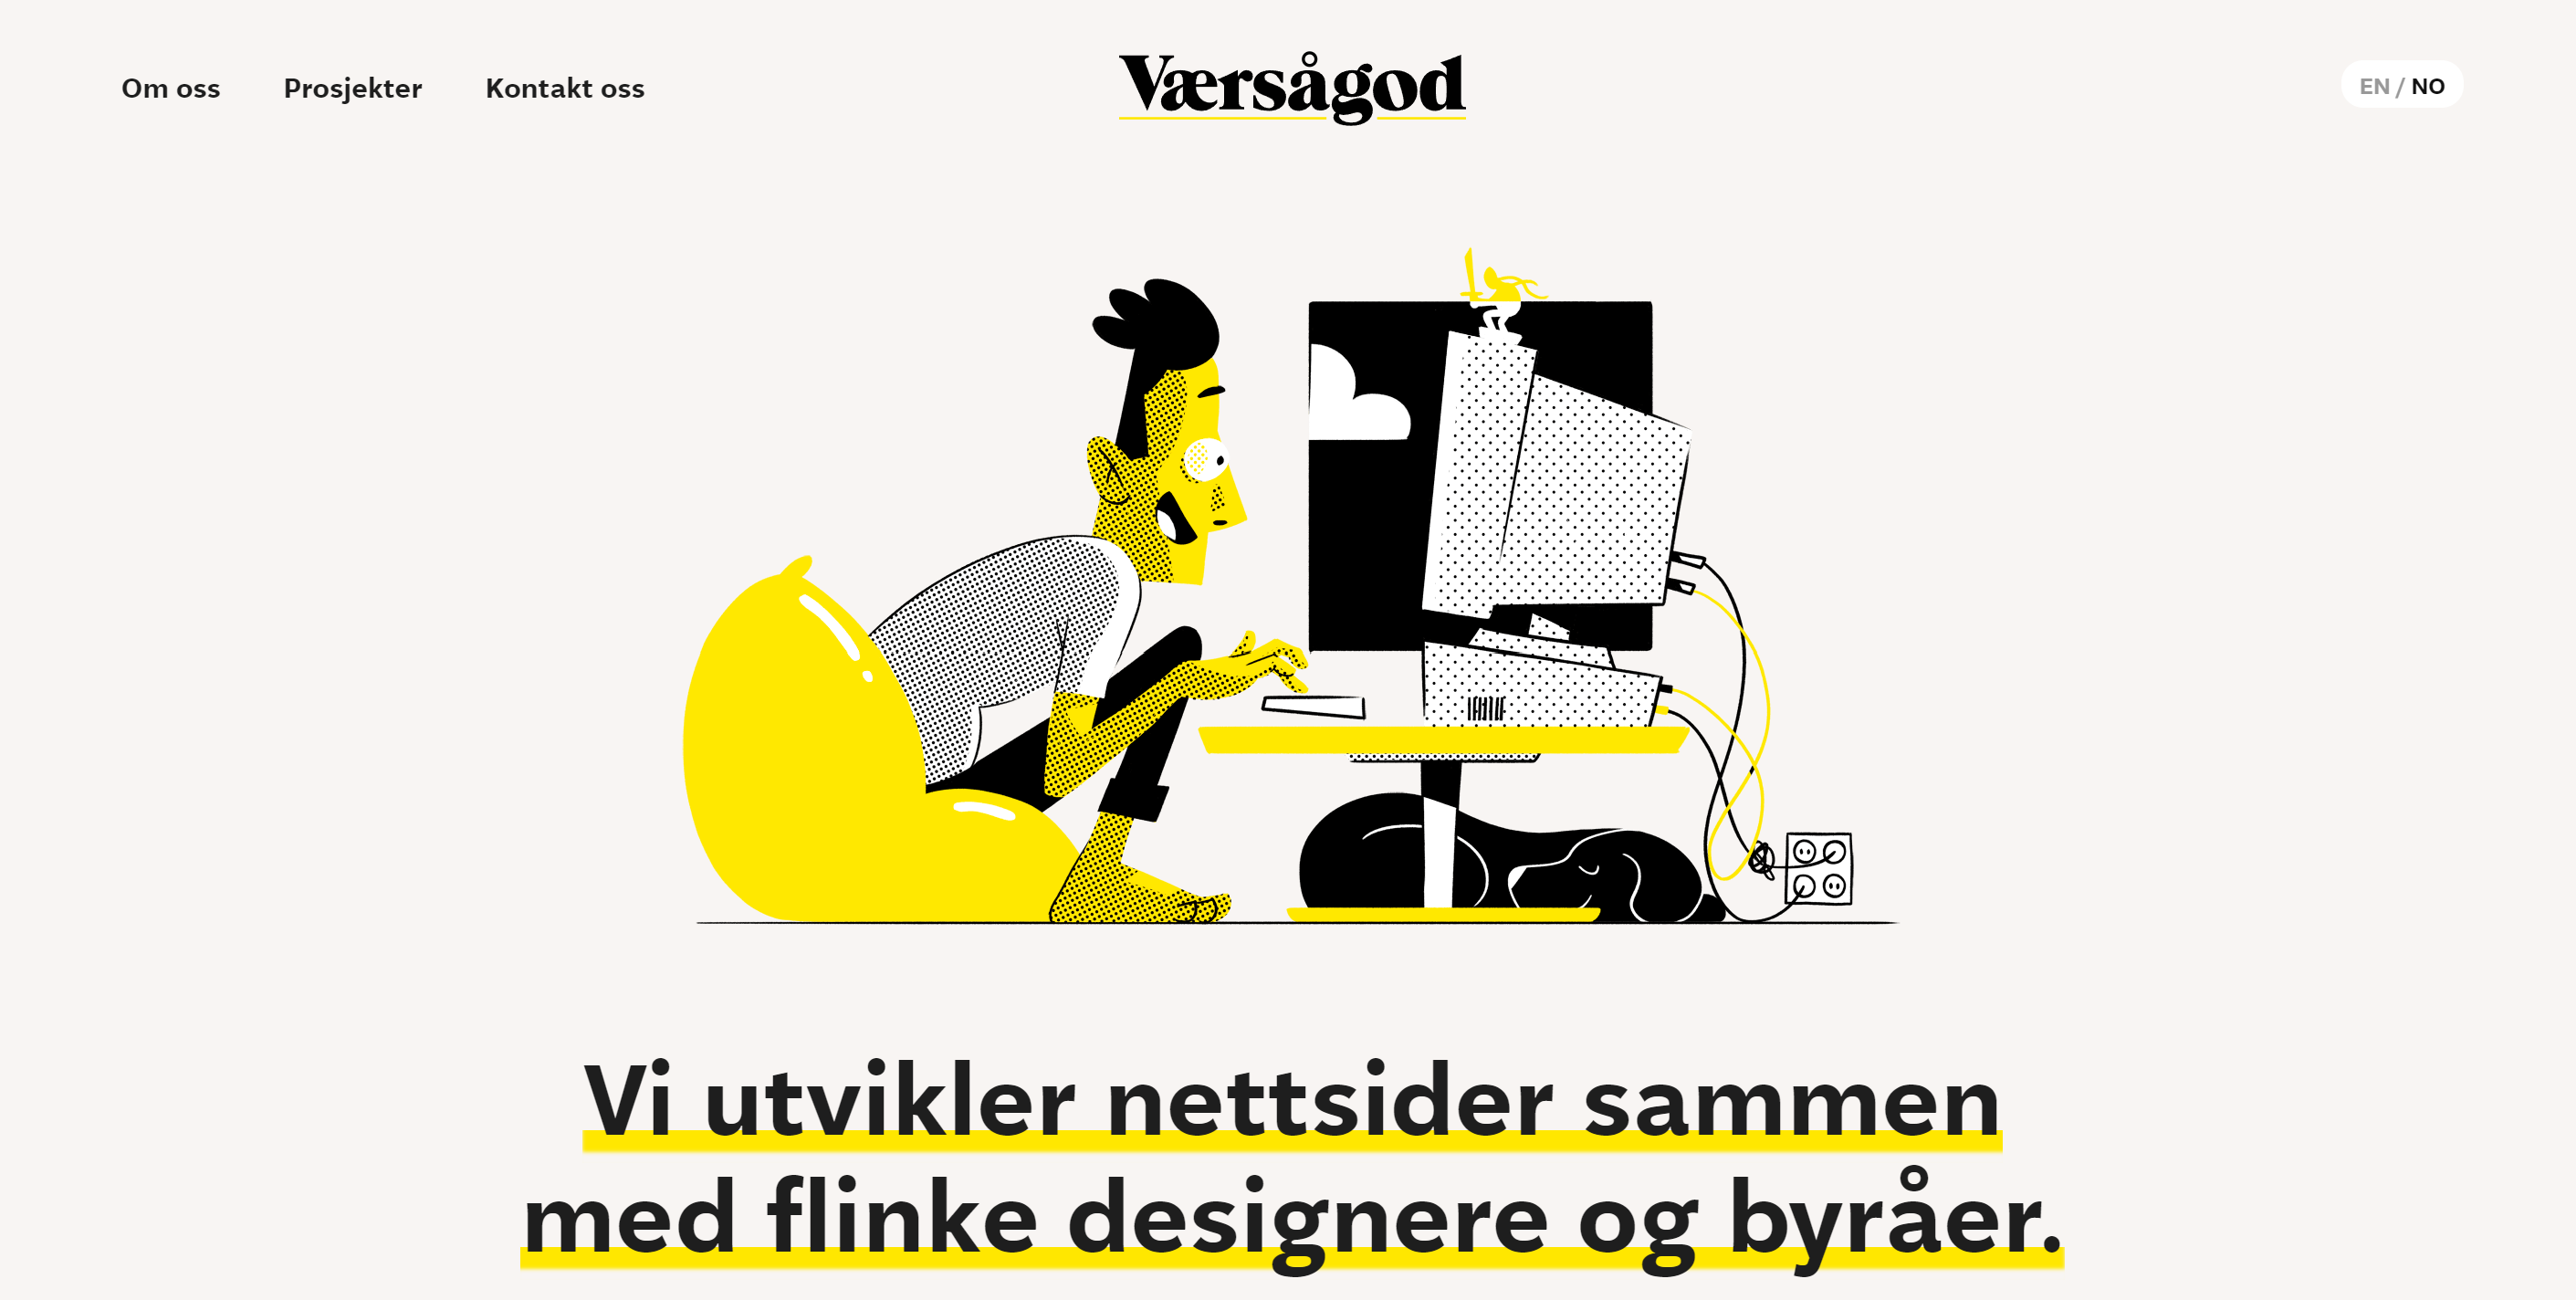 Om oss
Prosjekter
Kontakt oss
Værsågod
EN / NO
Vi utvikler nettsider sammen
med flinke designere og byråer.